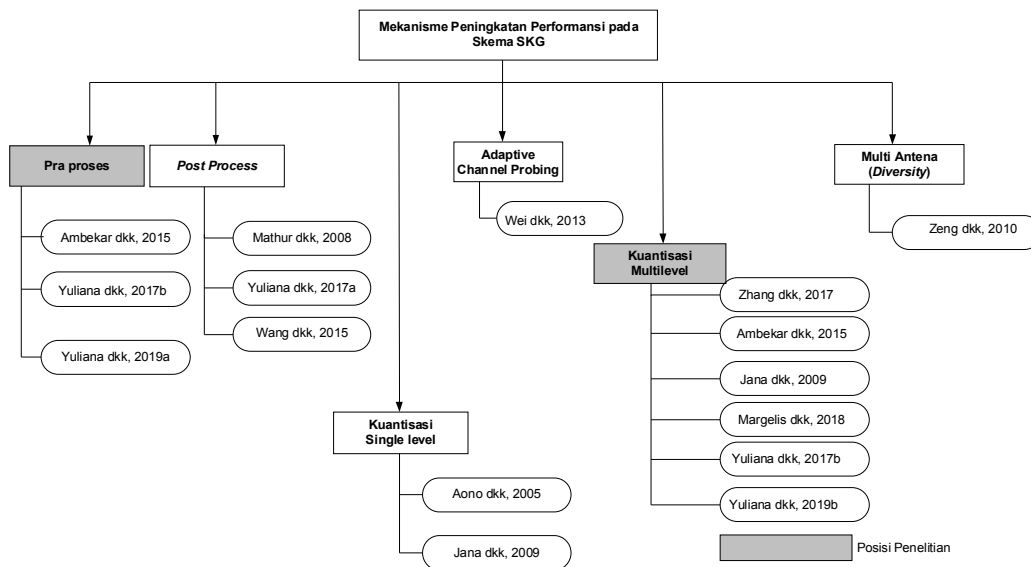 Mekanisme Peningkatan Performansi pada
Skema SKG
Pra proses
Ambekar dkk, 2015
Yuliana dkk, 2017b
Yuliana dkk, 2019a
Post Process
Mathur dkk, 2008
Yuliana dkk, 2017a
Wang dkk, 2015
Kuantisasi
Single level
Aono dkk, 2005
Jana dkk, 2009
Adaptive
Channel Probing
Wei dkk, 2013
Kuantisasi
Multilevel
Zhang dkk, 2017
Ambekar dkk, 2015
Jana dkk, 2009
Margelis dkk, 2018
Yuliana dkk, 2017b
Yuliana dkk, 2019b
Multi Antena
(Diversity)
Zeng dkk, 2010
Posisi Penelitian